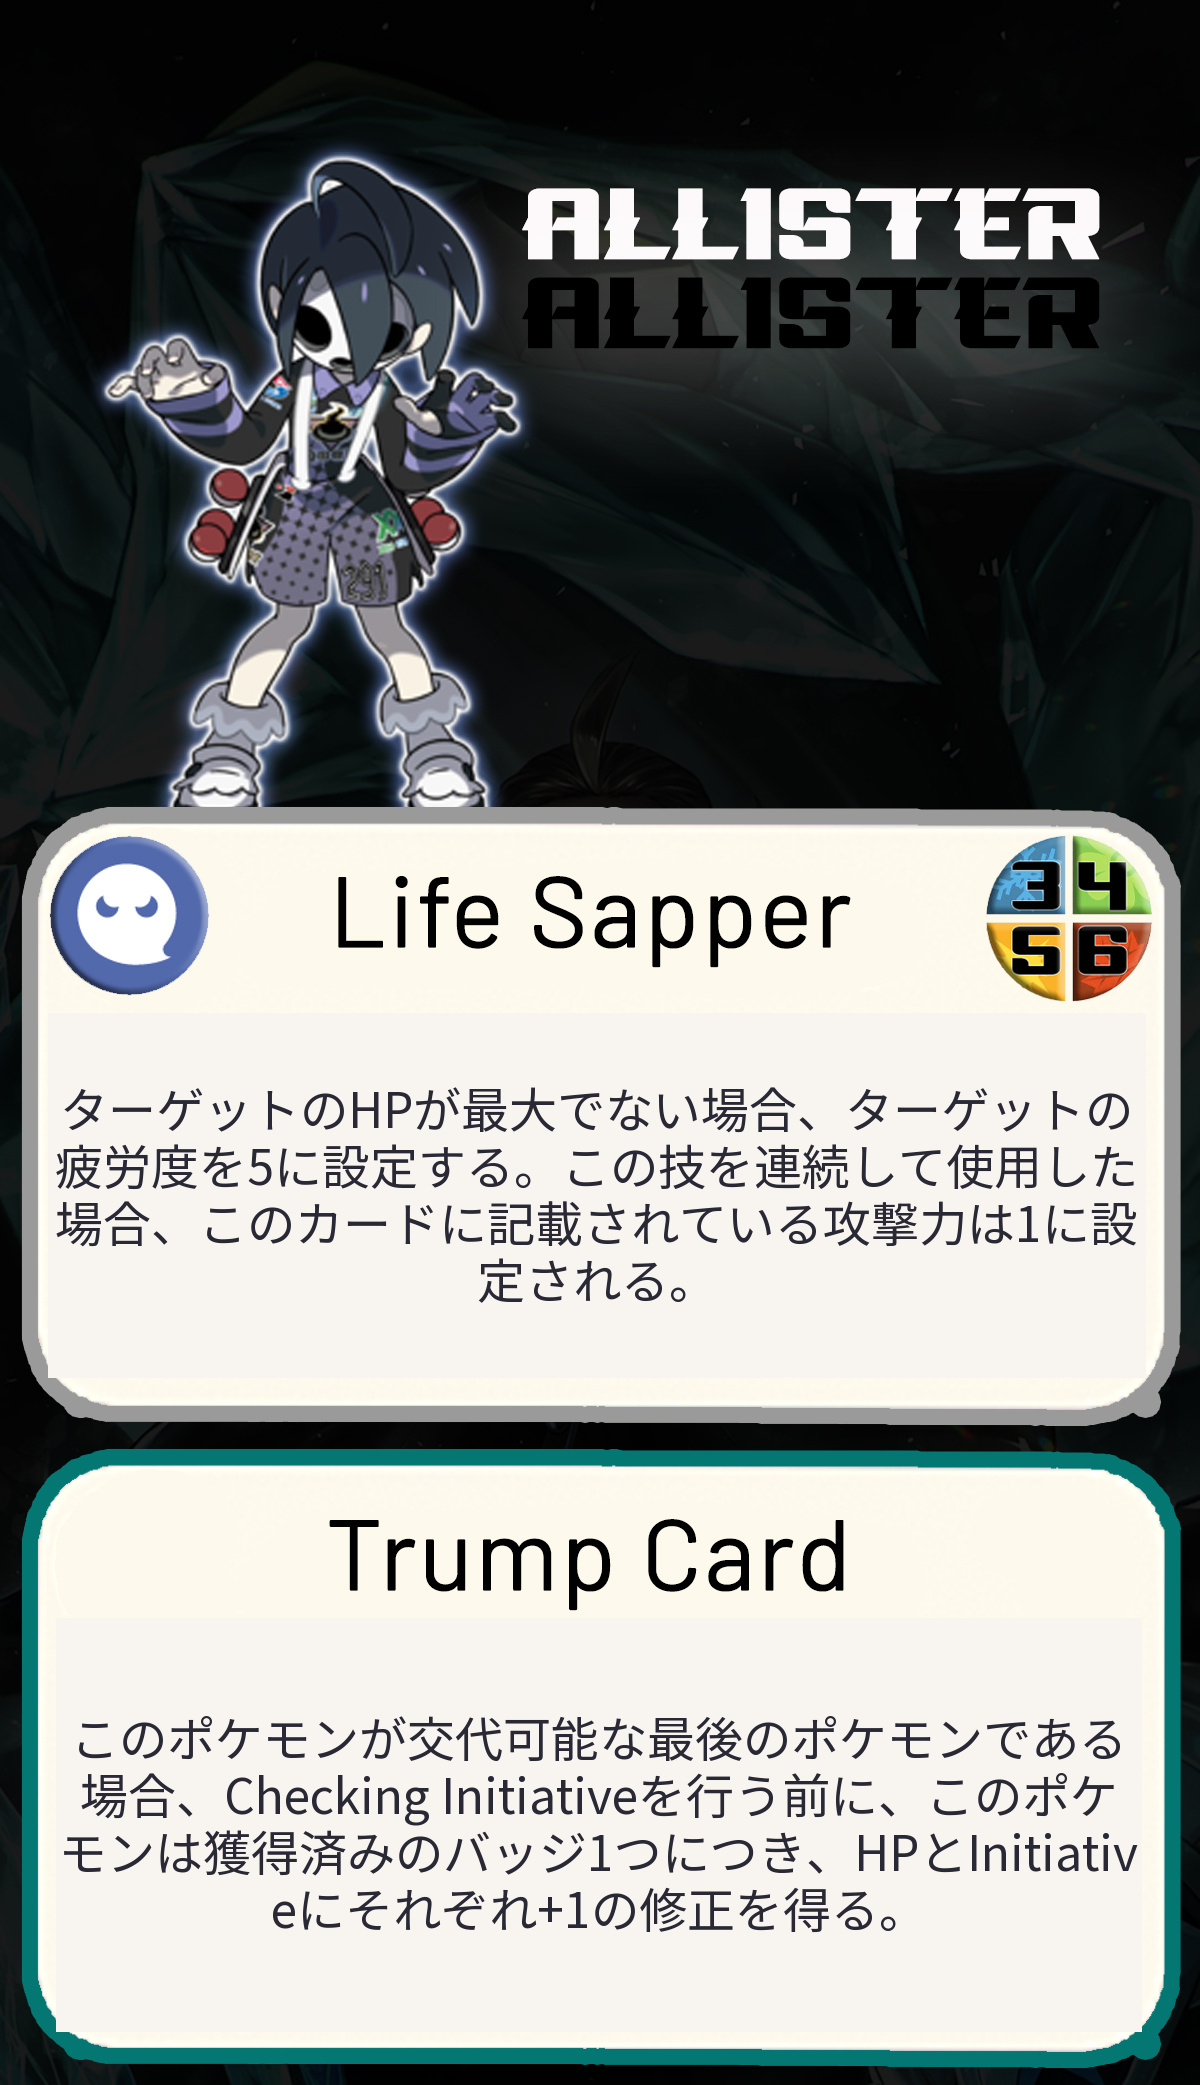 ALLISTER
ALLISTER
Life Sapper
3 4
5 6
ターゲットのHPが最大でない場合、ターゲットの
疲労度を5に設定する。この技を連続して使用した
場合、このカードに記載されている攻撃力は1に設
定される。
Trump Card
このポケモンが交代可能な最後のポケモンである
場合、Checking Initiativeを行う前に、このポケ
モンは獲得済みのバッジ1つにつき、HPとInitiativ
eにそれぞれ+1の修正を得る。